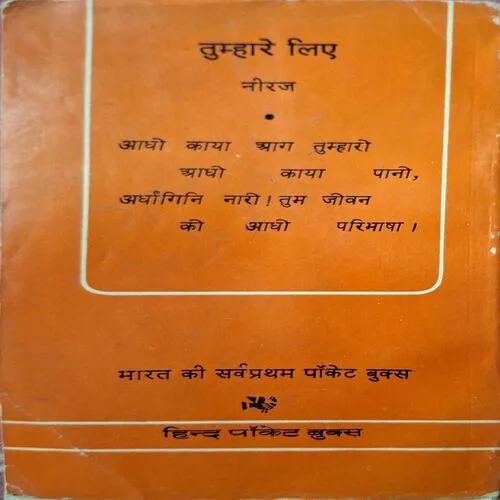 तुम्हारे लिए
नीरज
आधी काया आग तुम्हारी
आधी काया पानी,
अर्धांगिनि नारी! तुम जीवन
की आधी परिभाषा।
भारत की सर्वप्रथम पॉकेट बुक्स
हिन्द पॉकेट बुक्स